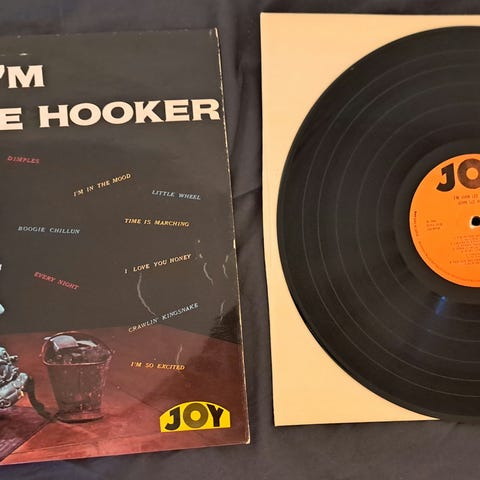 'M
E HOOKER
DIMPLES
I'M IN THE MOOD
LITTLE WHEEL
BOOGIE CHILLUN
TIME IS MARCHING
I LOVE YOU HONEY
EVERY NIGHT
CRAWLIN' KINGSNAKE
I'M SO EXCITED
JOY
JO